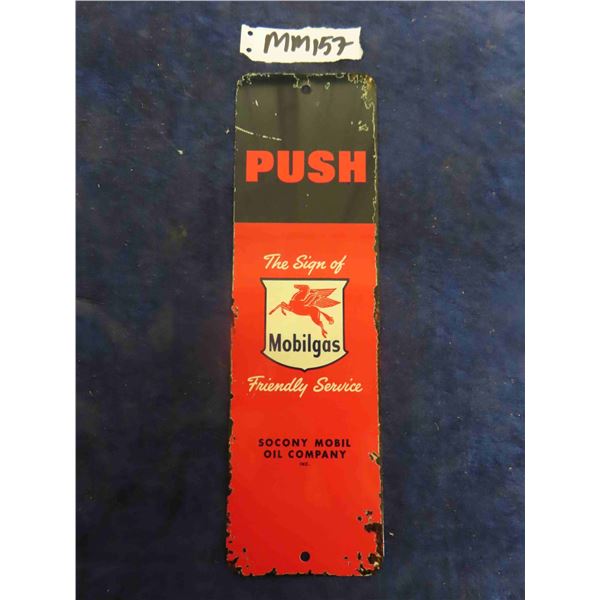 MM157
PUSH
The Sign of
Mobilgas
Friendly Service
SOCONY MOBIL
OIL COMPANY
INC.